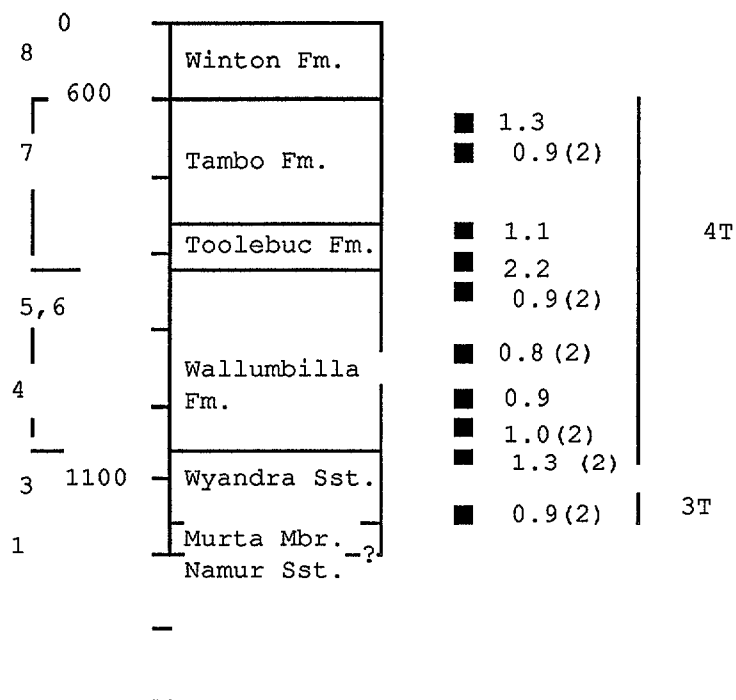 0
8
Winton Fm.
600
1.3
7
Tambo Fm.
0.9(2)
Toolebuc Fm.
1.1
4T
2.2
5,6
0.9(2)
Wallumbilla
Fm.
0.8(2)
4
0.9
1.0(2)
1.3 (2)
3
1100
Wyandra Sst.
0.9(2)
3T
1
Murta Mbr.
?
Namur Sst.